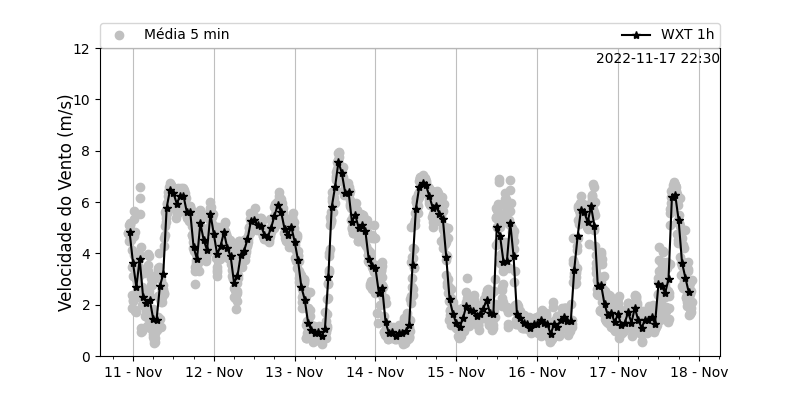 Média 5 min
WXT 1h
2022-11-17 22:30
Velocidade do Vento (m/s)
12
10
8
6
4
2
0
11 - Nov
12 - Nov
13 - Nov
14 - Nov
15 - Nov
16 - Nov
17 - Nov
18 - Nov